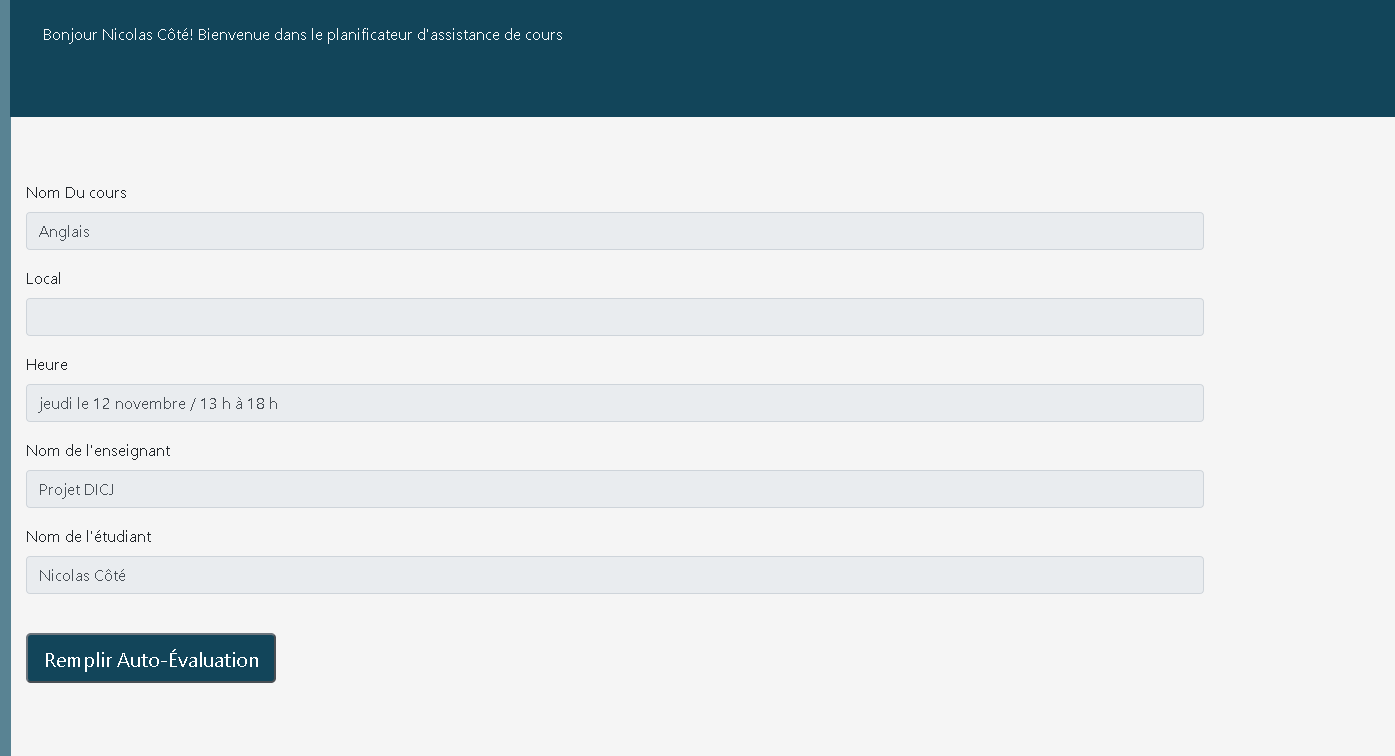 Bonjour Nicolas Côté! Bienvenue dans le planificateur d'assistance de cours
Nom Du cours
Anglais
Local
Heure
jeudi le 12 novembre / 13 h à 18 h
Nom de l'enseignant
Projet DICJ
Nom de l'étudiant
Nicolas Côté
Remplir Auto-Évaluation